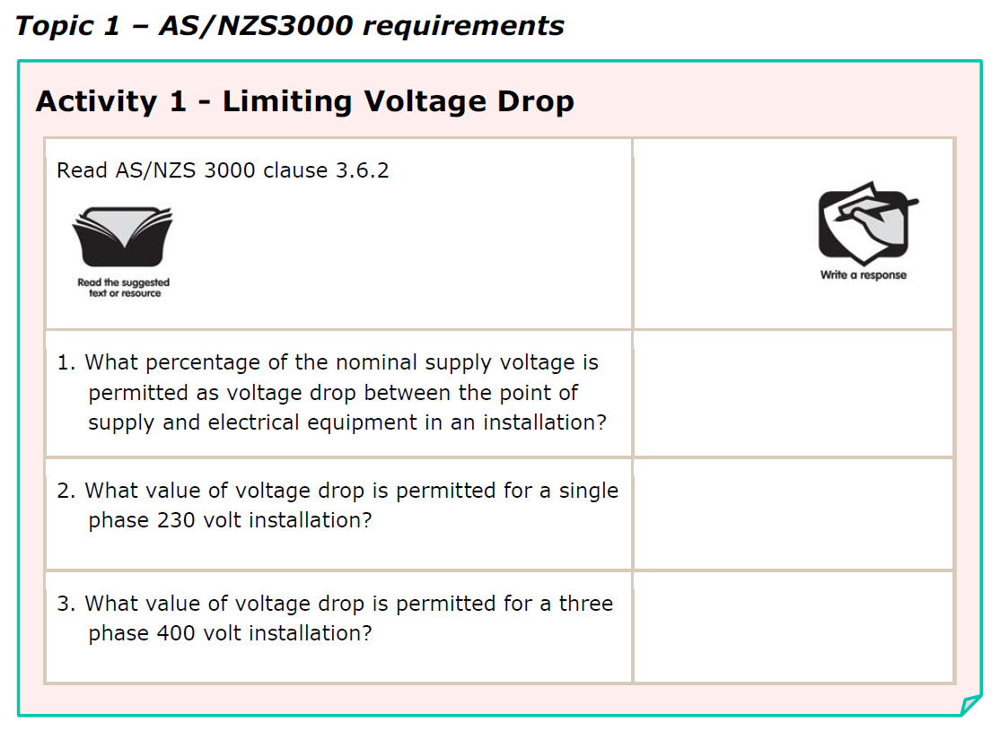 Topic 1 – AS/NZS3000 requirements
Activity 1 - Limiting Voltage Drop
Read AS/NZS 3000 clause 3.6.2
Read the suggested
text or resource
Write a response
1. What percentage of the nominal supply voltage is
permitted as voltage drop between the point of
supply and electrical equipment in an installation?
2. What value of voltage drop is permitted for a single
phase 230 volt installation?
3. What value of voltage drop is permitted for a three
phase 400 volt installation?